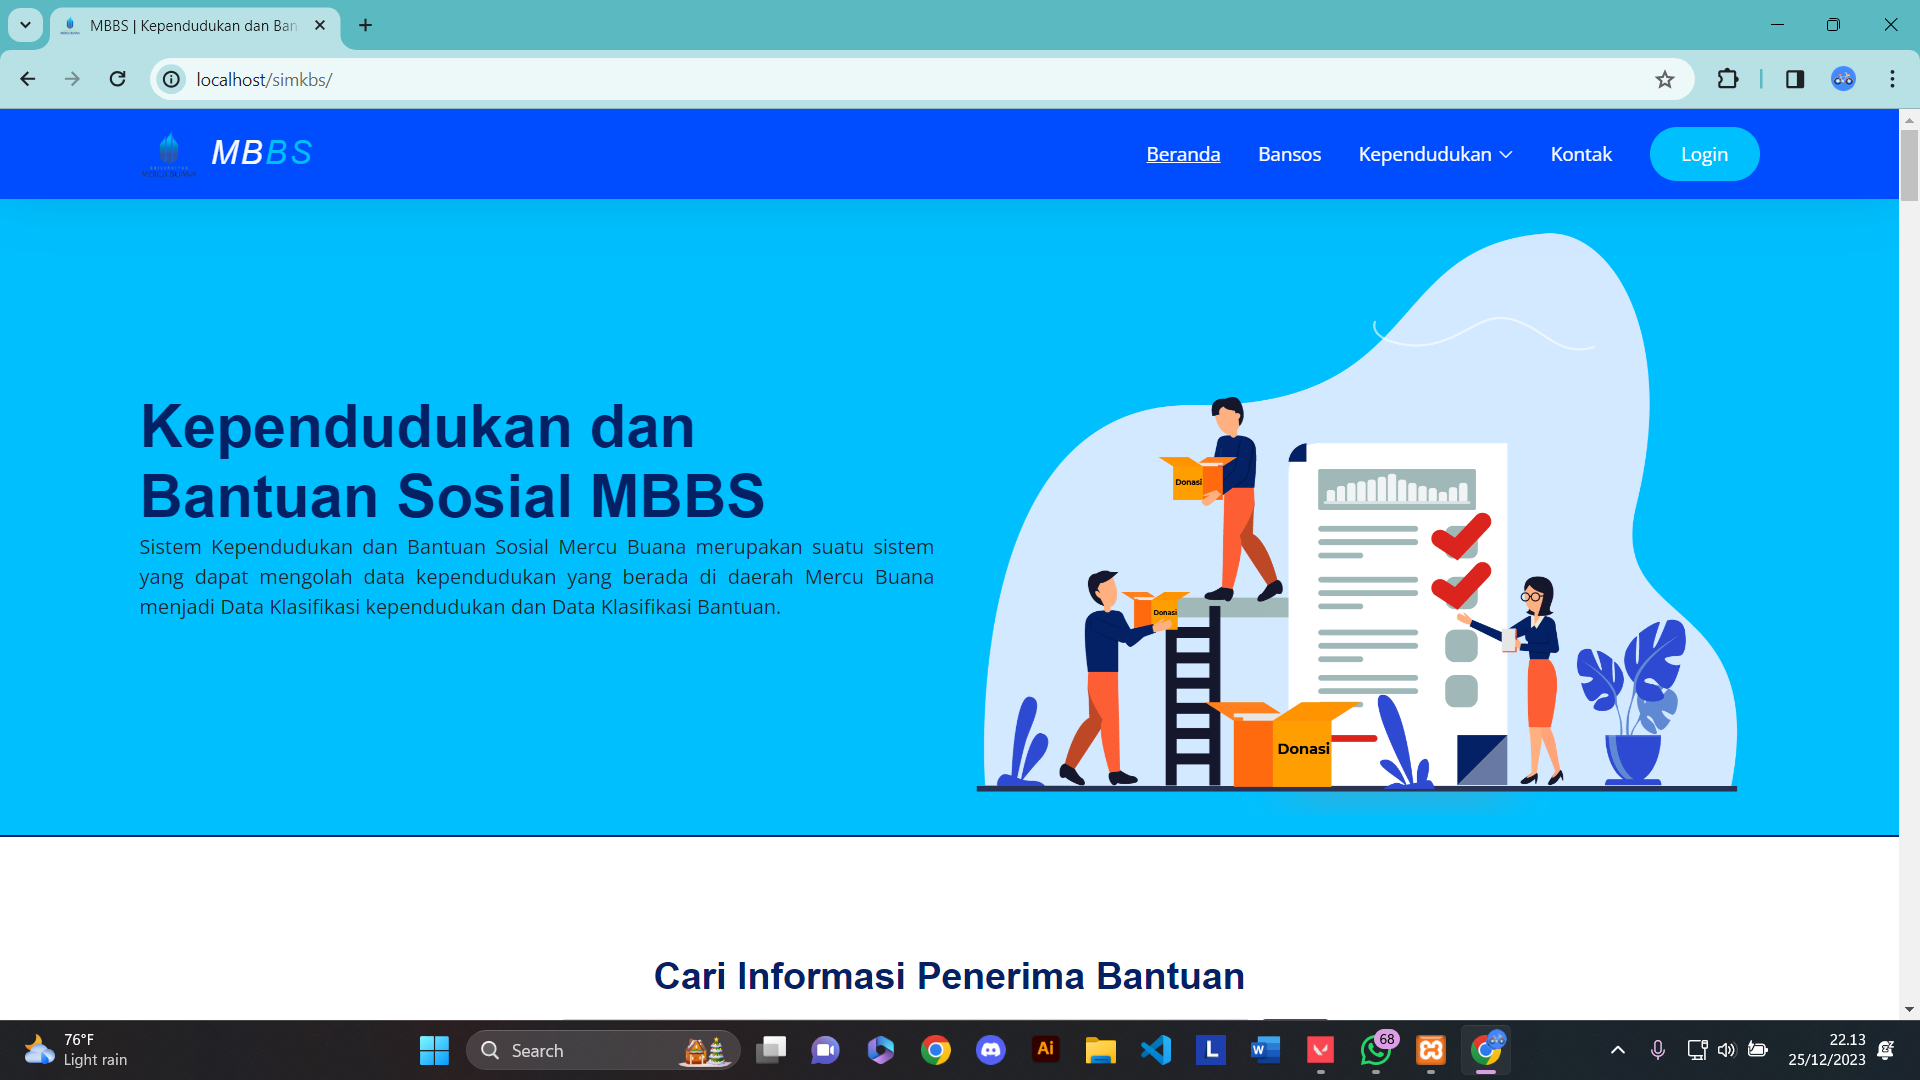 MBBS | Kependudukan dan Ban
localhost/simkbs/
MBBS
Beranda
Bansos
Kependudukan
Kontak
Login
Kependudukan dan
Bantuan Sosial MBBS
Sistem Kependudukan dan Bantuan Sosial Mercu Buana merupakan suatu sistem
yang dapat mengolah data kependudukan yang berada di daerah Mercu Buana
menjadi Data Klasifikasi kependudukan dan Data Klasifikasi Bantuan.
Donasi
Donasi
Donasi
Cari Informasi Penerima Bantuan
76°F
Light rain
Search
Ai
L
W
68
22.13
25/12/2023